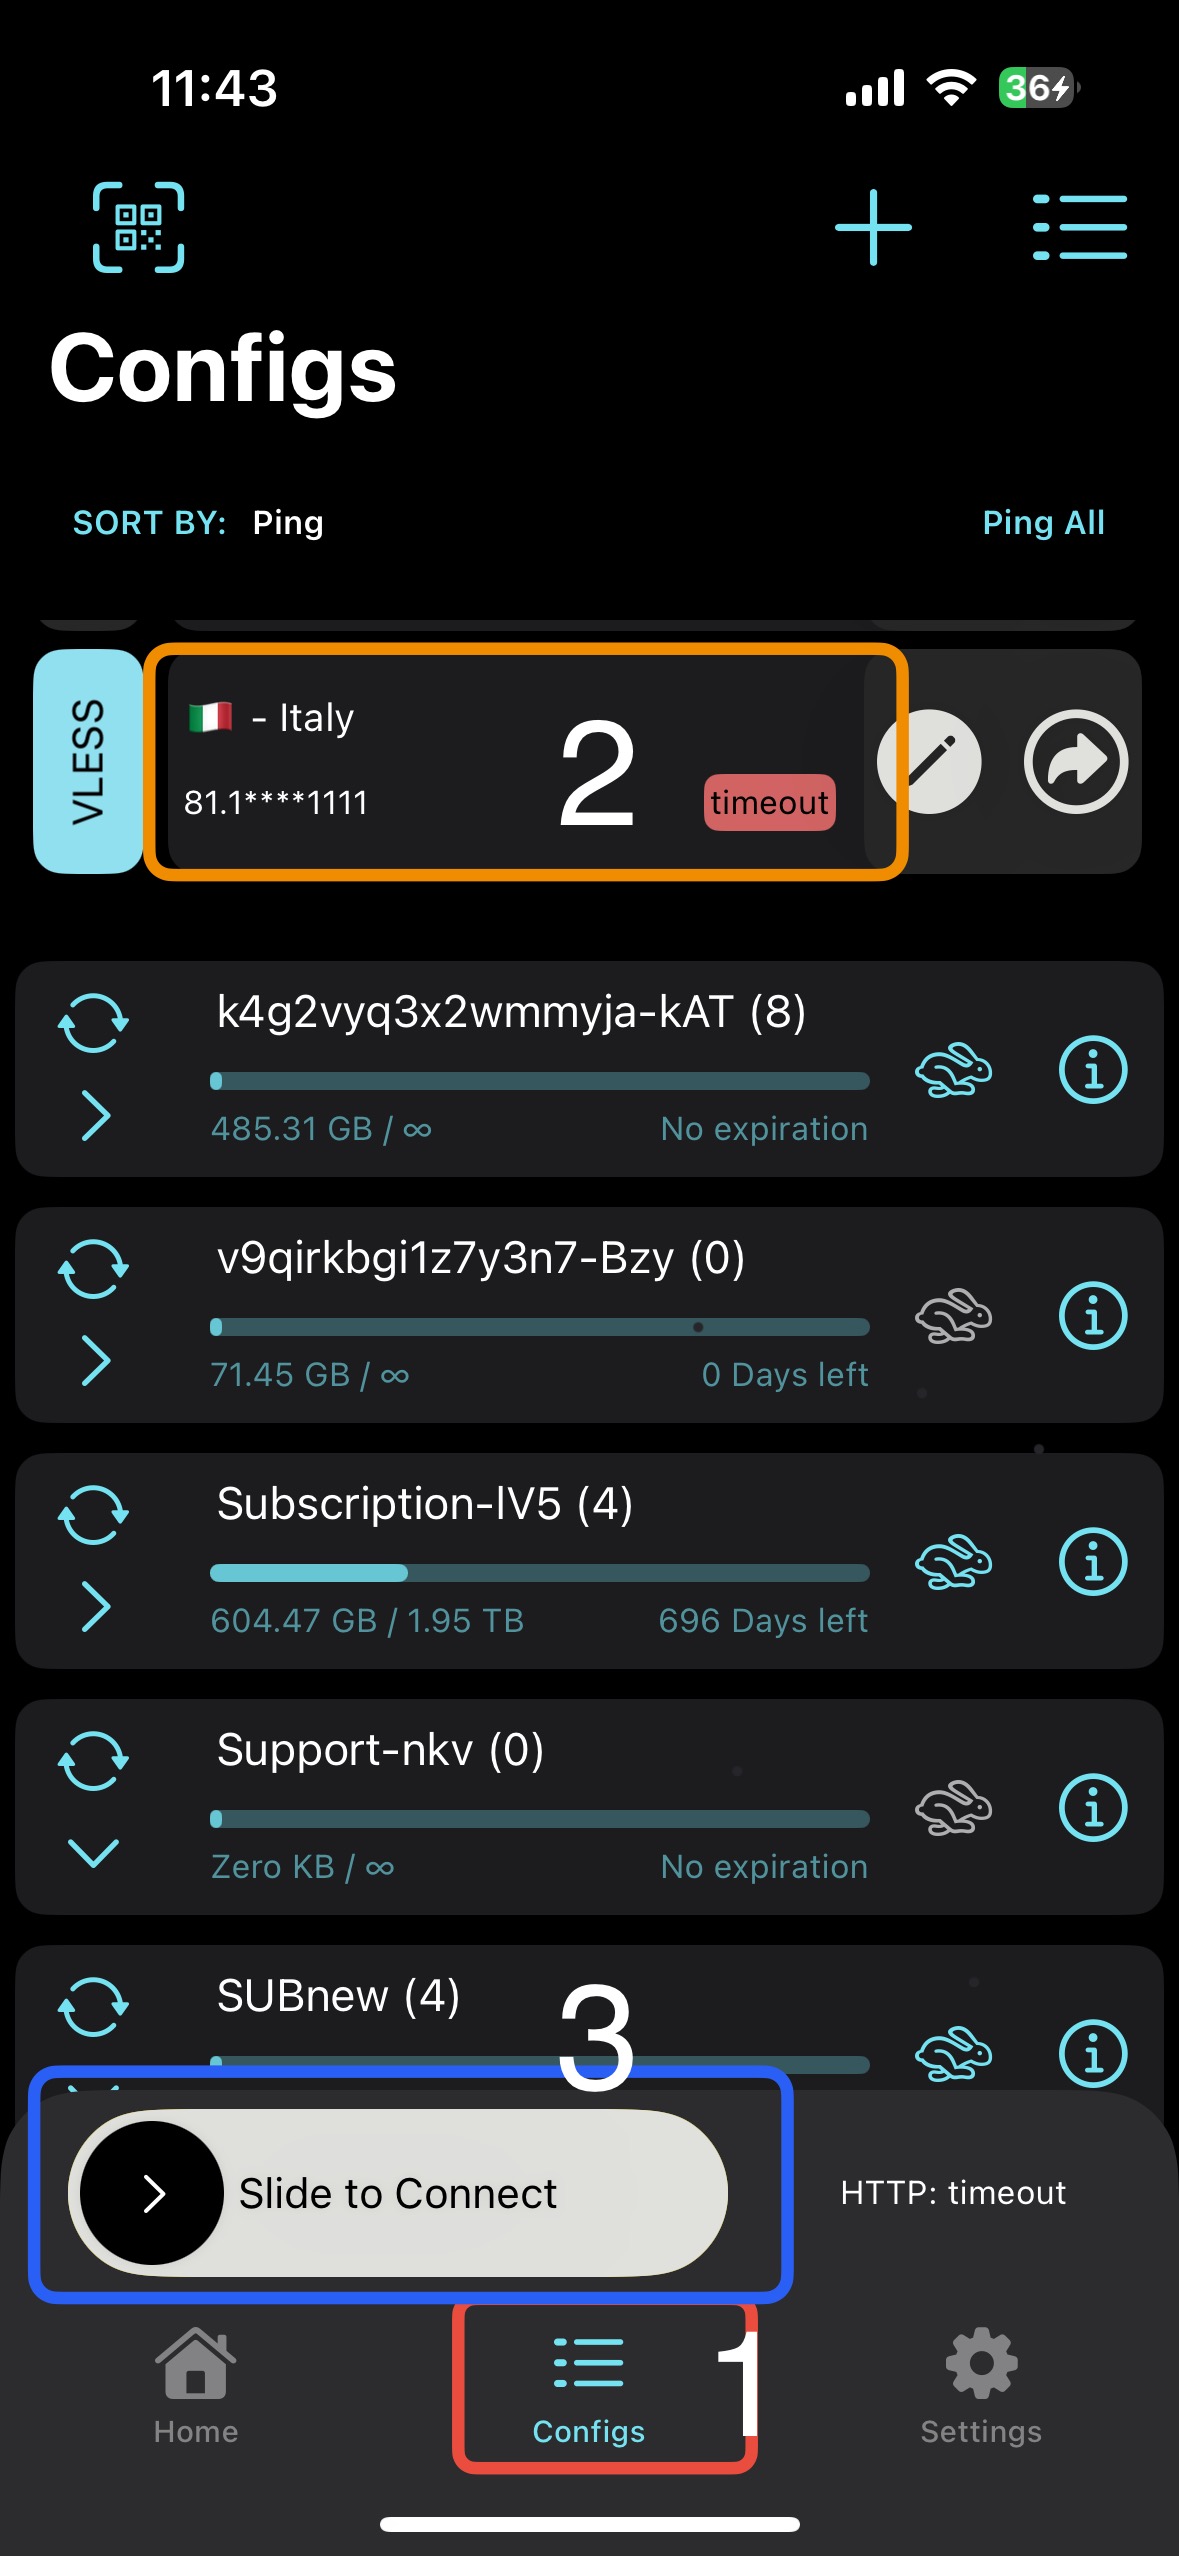 11:43
36
Configs
SORT BY: Ping
Ping All
VLESS
- Italy
81.1****1111
2
timeout
k4g2vyq3x2wmmyja-kAT (8)
485.31 GB / ∞
No expiration
v9qirkbgi1z7y3n7-Bzy (0)
71.45 GB / ∞
0 Days left
Subscription-IV5 (4)
604.47 GB / 1.95 TB
696 Days left
Support-nkv (0)
Zero KB / ∞
No expiration
SUBnew (4)
3
Slide to Connect
HTTP: timeout
1
Home
Configs
Settings